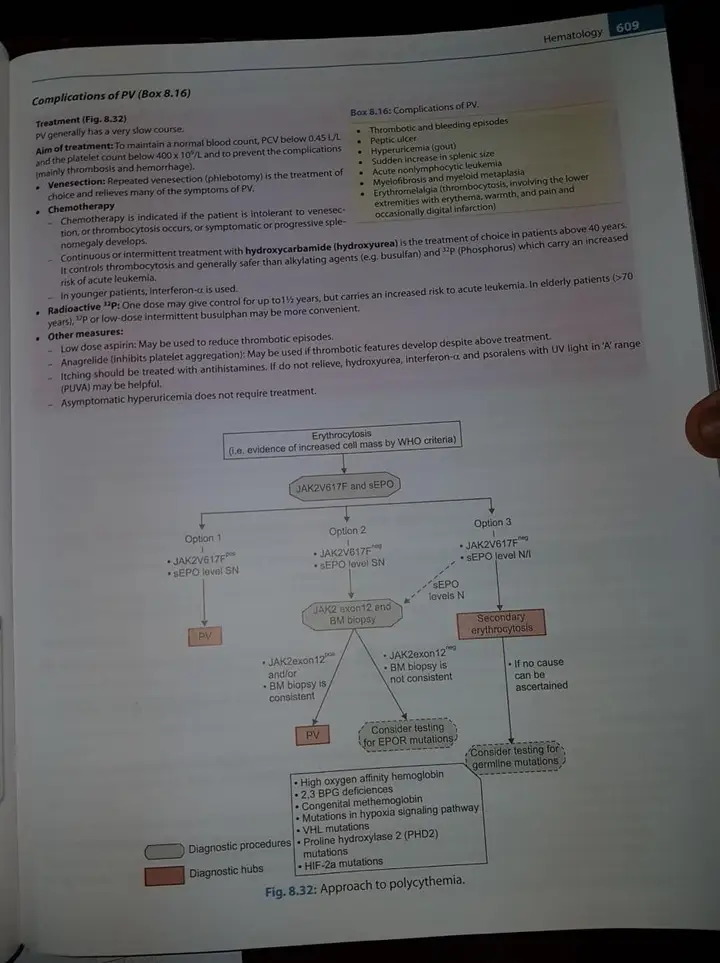 Hematology 609
Complications of PV (Box 8.16)
Treatment (Fig. 8.32)
PV generally has a very slow course.
Aim of treatment: To maintain a normal blood count, PCV below 0.45 L/L
and the platelet count below 400 x 10⁹/L and to prevent the complications
(mainly thrombosis and hemorrhage).
• Venesection: Repeated venesection (phlebotomy) is the treatment of
choice and relieves many of the symptoms of PV.
• Chemotherapy
– Chemotherapy is indicated if the patient is intolerant to venesec-
tion, or thrombocytosis occurs, or symptomatic or progressive sple-
nomegaly develops.
– Continuous or intermittent treatment with hydroxycarbamide (hydroxyurea) is the treatment of choice in patients above 40 years.
It controls thrombocytosis and generally safer than alkylating agents (e.g. busulfan) and ³²P (Phosphorus) which carry an increased
risk of acute leukemia.
– In younger patients, interferon-α is used.
• Radioactive ³²P: One dose may give control for up to1½ years, but carries an increased risk to acute leukemia. In elderly patients (>70
years), ³²P or low-dose intermittent busulphan may be more convenient.
• Other measures:
– Low dose aspirin: May be used to reduce thrombotic episodes.
– Anagrelide (inhibits platelet aggregation): May be used if thrombotic features develop despite above treatment.
– Itching should be treated with antihistamines. If do not relieve, hydroxyurea, interferon-α and psoralens with UV light in 'A' range
(PUVA) may be helpful.
– Asymptomatic hyperuricemia does not require treatment.
Box 8.16: Complications of PV.
• Thrombotic and bleeding episodes
• Peptic ulcer
• Hyperuricemia (gout)
• Sudden increase in splenic size
• Acute nonlymphocytic leukemia
• Myelofibrosis and myeloid metaplasia
• Erythromelalgia (thrombocytosis, involving the lower
extremities with erythema, warmth, and pain and
occasionally digital infarction)
Erythrocytosis
(i.e. evidence of increased cell mass by WHO criteria)
JAK2V617F and sEPO
Option 1
• JAK2V617Fᵖᵒˢ
• sEPO level SN
PV
Option 2
• JAK2V617Fⁿᵉᵍ
• sEPO level SN
Option 3
• JAK2V617Fⁿᵉᵍ
• sEPO level N/I
sEPO
levels N
JAK2 exon12 and
BM biopsy
Secondary
erythrocytosis
• JAK2exon12ᵖᵒˢ
and/or
• BM biopsy is
consistent
• JAK2exon12ⁿᵉᵍ
• BM biopsy is
not consistent
• If no cause
can be
ascertained
PV
Consider testing
for EPOR mutations
Consider testing for
germline mutations
• High oxygen affinity hemoglobin
• 2,3 BPG deficiences
• Congenital methemoglobin
• Mutations in hypoxia signaling pathway
• VHL mutations
• Proline hydroxylase 2 (PHD2)
mutations
• HIF-2a mutations
Diagnostic procedures
Diagnostic hubs
Fig. 8.32: Approach to polycythemia.